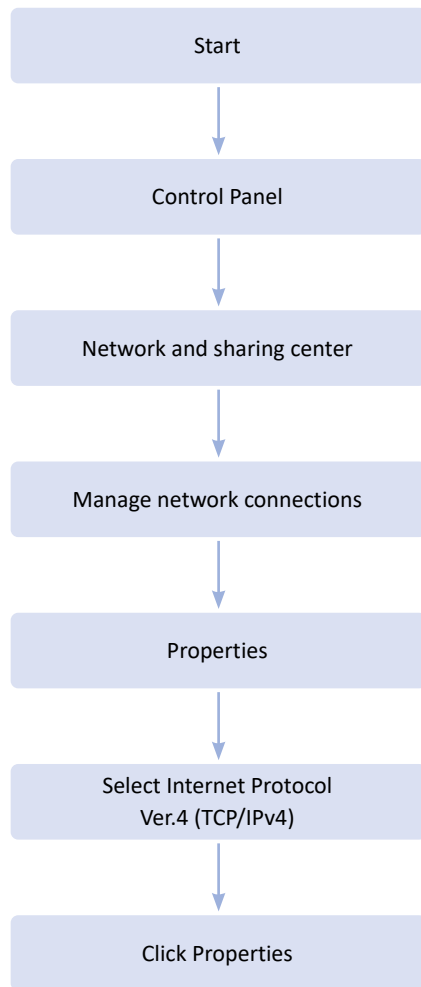 Start
Control Panel
Network and sharing center
Manage network connections
Properties
Select Internet Protocol
Ver.4 (TCP/IPv4)
Click Properties